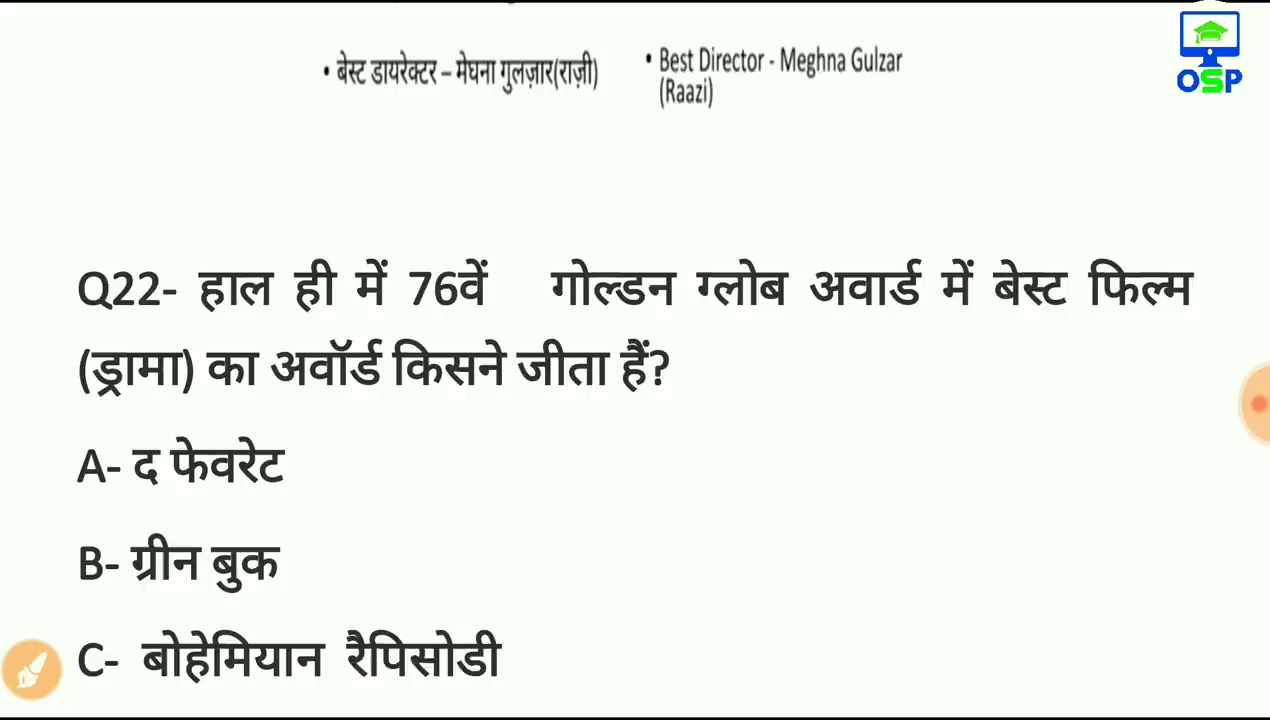 • बेस्ट डायरेक्टर – मेघना गुलज़ार(राज़ी)
• Best Director - Meghna Gulzar
(Raazi)
OSP
Q22- हाल ही में 76वें गोल्डन ग्लोब अवार्ड में बेस्ट फिल्म
(ड्रामा) का अवॉर्ड किसने जीता हैं?
A- द फेवरेट
B- ग्रीन बुक
C- बोहेमियान रैपिसोडी